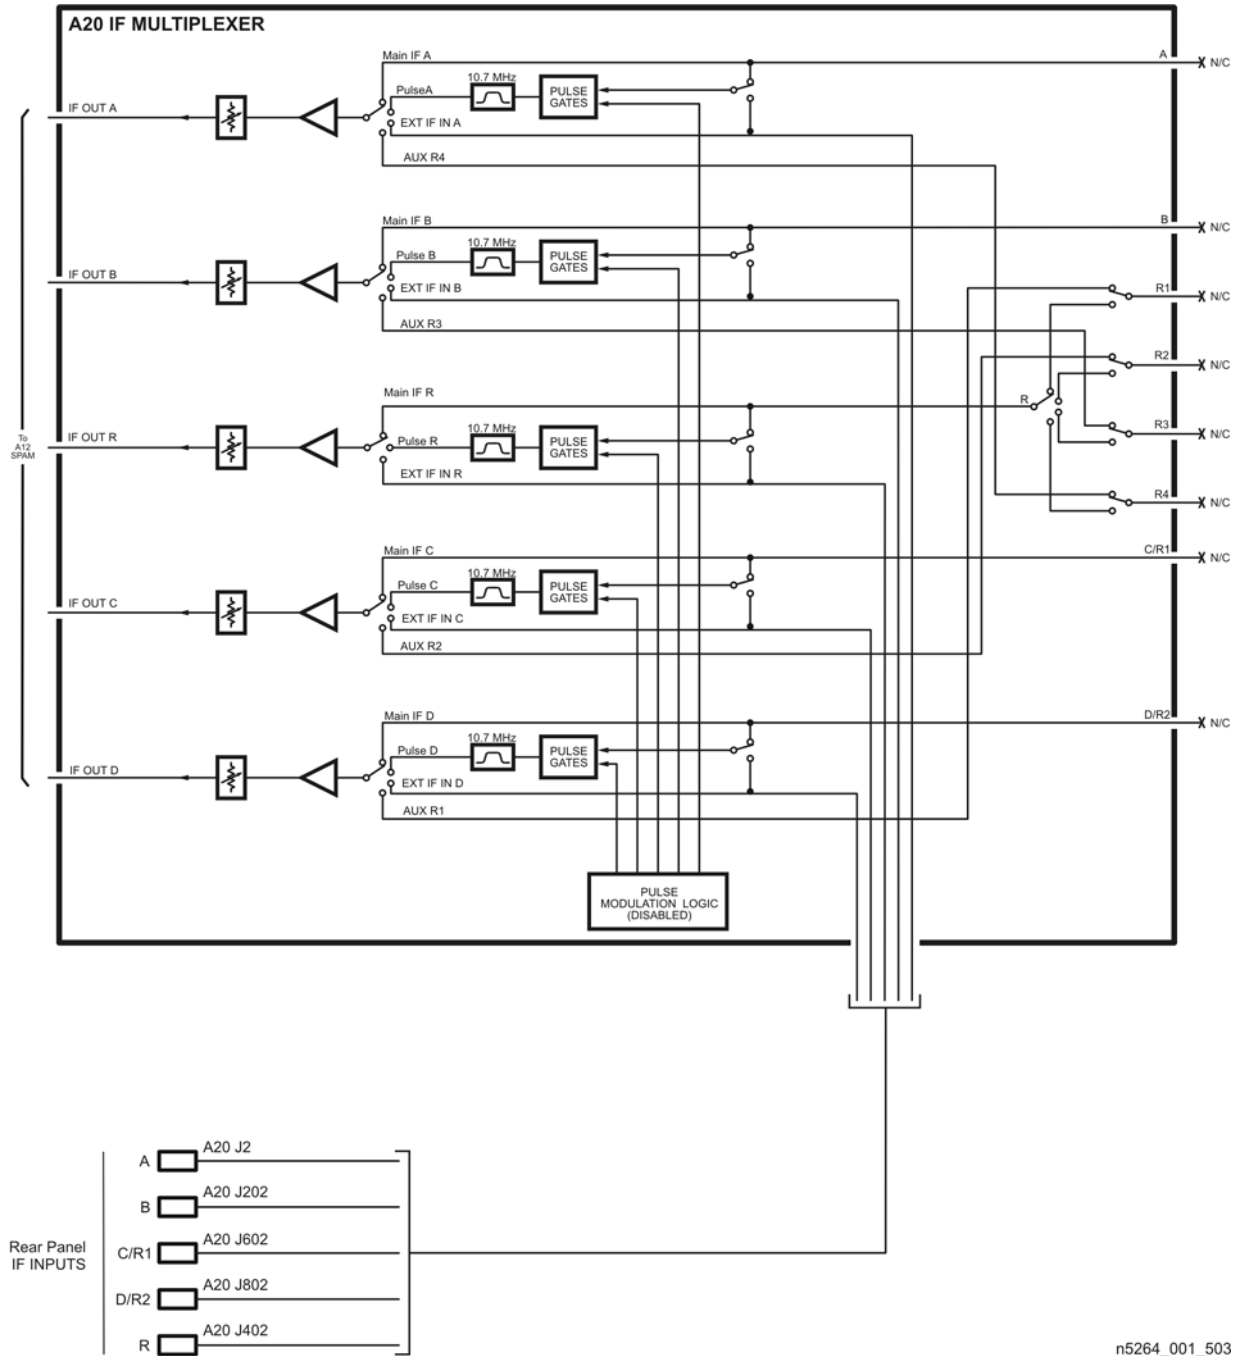 A20 IF MULTIPLEXER
Main IF A
A
N/C
10.7 MHz
PulseA
PULSE
GATES
IF OUT A
EXT IF IN A
AUX R4
Main IF B
B
N/C
10.7 MHz
Pulse B
PULSE
GATES
IF OUT B
EXT IF IN B
R1
N/C
AUX R3
R2
N/C
Main IF R
R
10.7 MHz
R3
N/C
To
A12
SPAM
IF OUT R
Pulse R
PULSE
GATES
EXT IF IN R
R4
N/C
Main IF C
C/R1
N/C
10.7 MHz
Pulse C
PULSE
GATES
IF OUT C
EXT IF IN C
AUX R2
Main IF D
D/R2
N/C
10.7 MHz
Pulse D
PULSE
GATES
IF OUT D
EXT IF IN D
AUX R1
PULSE
MODULATION LOGIC
(DISABLED)
Rear Panel
IF INPUTS
A
A20 J2
B
A20 J202
C/R1
A20 J602
D/R2
A20 J802
R
A20 J402
n5264_001_503